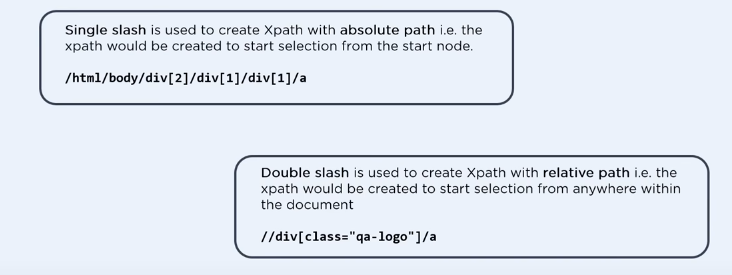 Single slash is used to create Xpath with absolute path i.e. the
xpath would be created to start selection from the start node.
/html/body/div[2]/div[1]/div[1]/a
Double slash is used to create Xpath with relative path i.e. the
xpath would be created to start selection from anywhere within
the document
//div[class="qa-logo"]/a